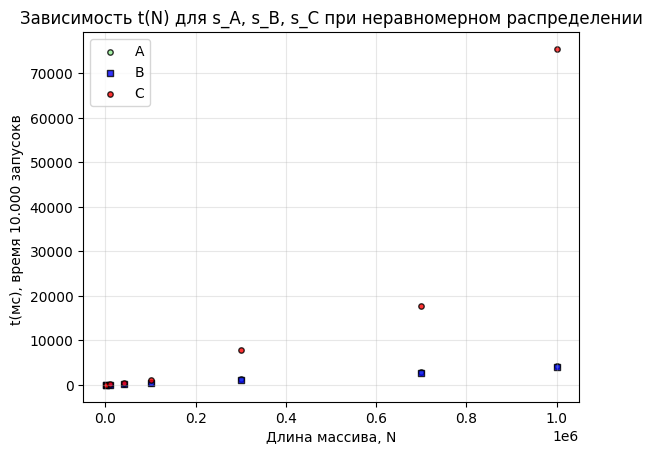 Зависимость t(N) для s_A, s_B, s_C при неравномерном распределении
A
B
C
t(мс), время 10.000 запусокв
70000
60000
50000
40000
30000
20000
10000
0
0.0 0.2 0.4 0.6 0.8 1.0
1e6
Длина массива, N